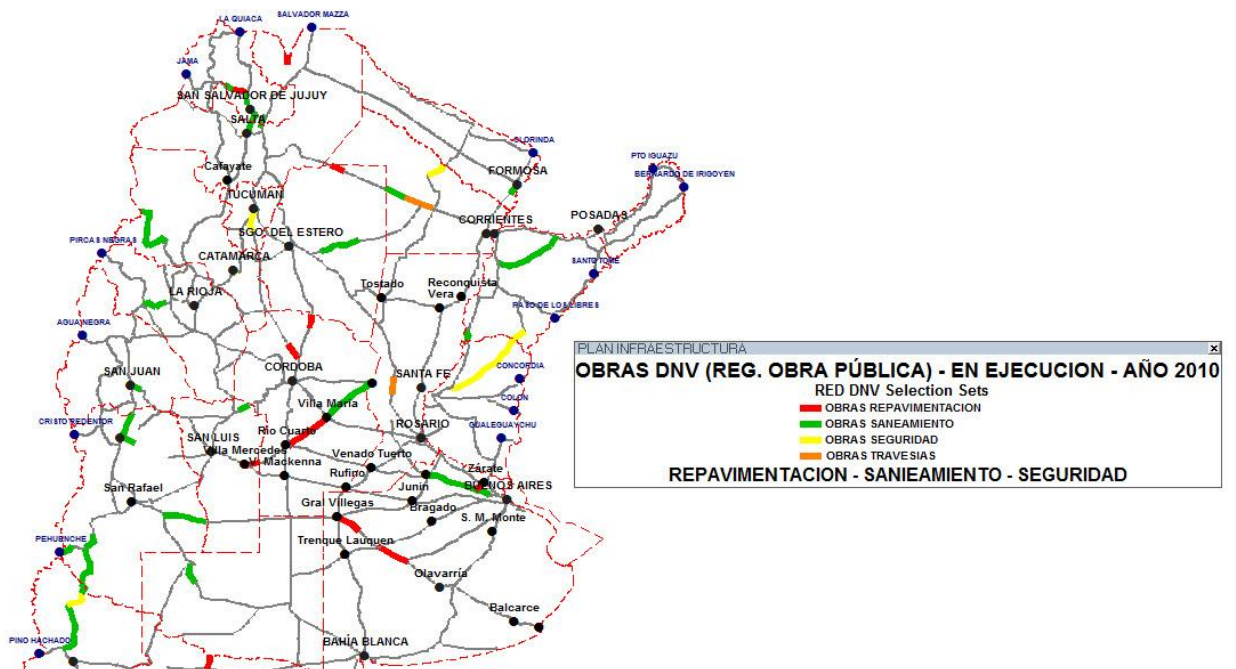 LA QUIACA
SALVADOR MAZZA
JAMA
SAN SALVADOR DE JUJUY
SALTA
CLORINDA
PTO IGUAZU
Cafayate
FORMOSA
BERNARDO DE IRIGOYEN
TUCUMAN
CORRIENTES
POSADAS
SGO. DEL ESTERO
PIRCAS NEGRAS
CATAMARCA
SANTO TOME
LA RIOJA
Tostado
Reconquista
Vera
PASO DE LOS LIBRES
AGUA NEGRA
PLAN INFRAESTRUCTURA
OBRAS DNV (REG. OBRA PÚBLICA) - EN EJECUCION - AÑO 2010
RED DNV Selection Sets
OBRAS REPAVIMENTACION
OBRAS SANEAMIENTO
OBRAS SEGURIDAD
OBRAS TRAVESIAS
REPAVIMENTACION - SANIEAMIENTO - SEGURIDAD
SAN JUAN
CORDOBA
SANTA FE
CONCORDIA
Villa María
COLON
CRISTO REDENTOR
SAN LUIS
Río Cuarto
ROSARIO
GUALEGUAYCHU
Villa Mercedes
V. Mackenna
Venado Tuerto
Rufino
Zárate
San Rafael
Junín
BUENOS AIRES
Gral Villegas
Bragado
S. M. Monte
PEHUENCHE
Trenque Lauquen
Olavarría
Balcarce
PINO HACHADO
BAHÍA BLANCA